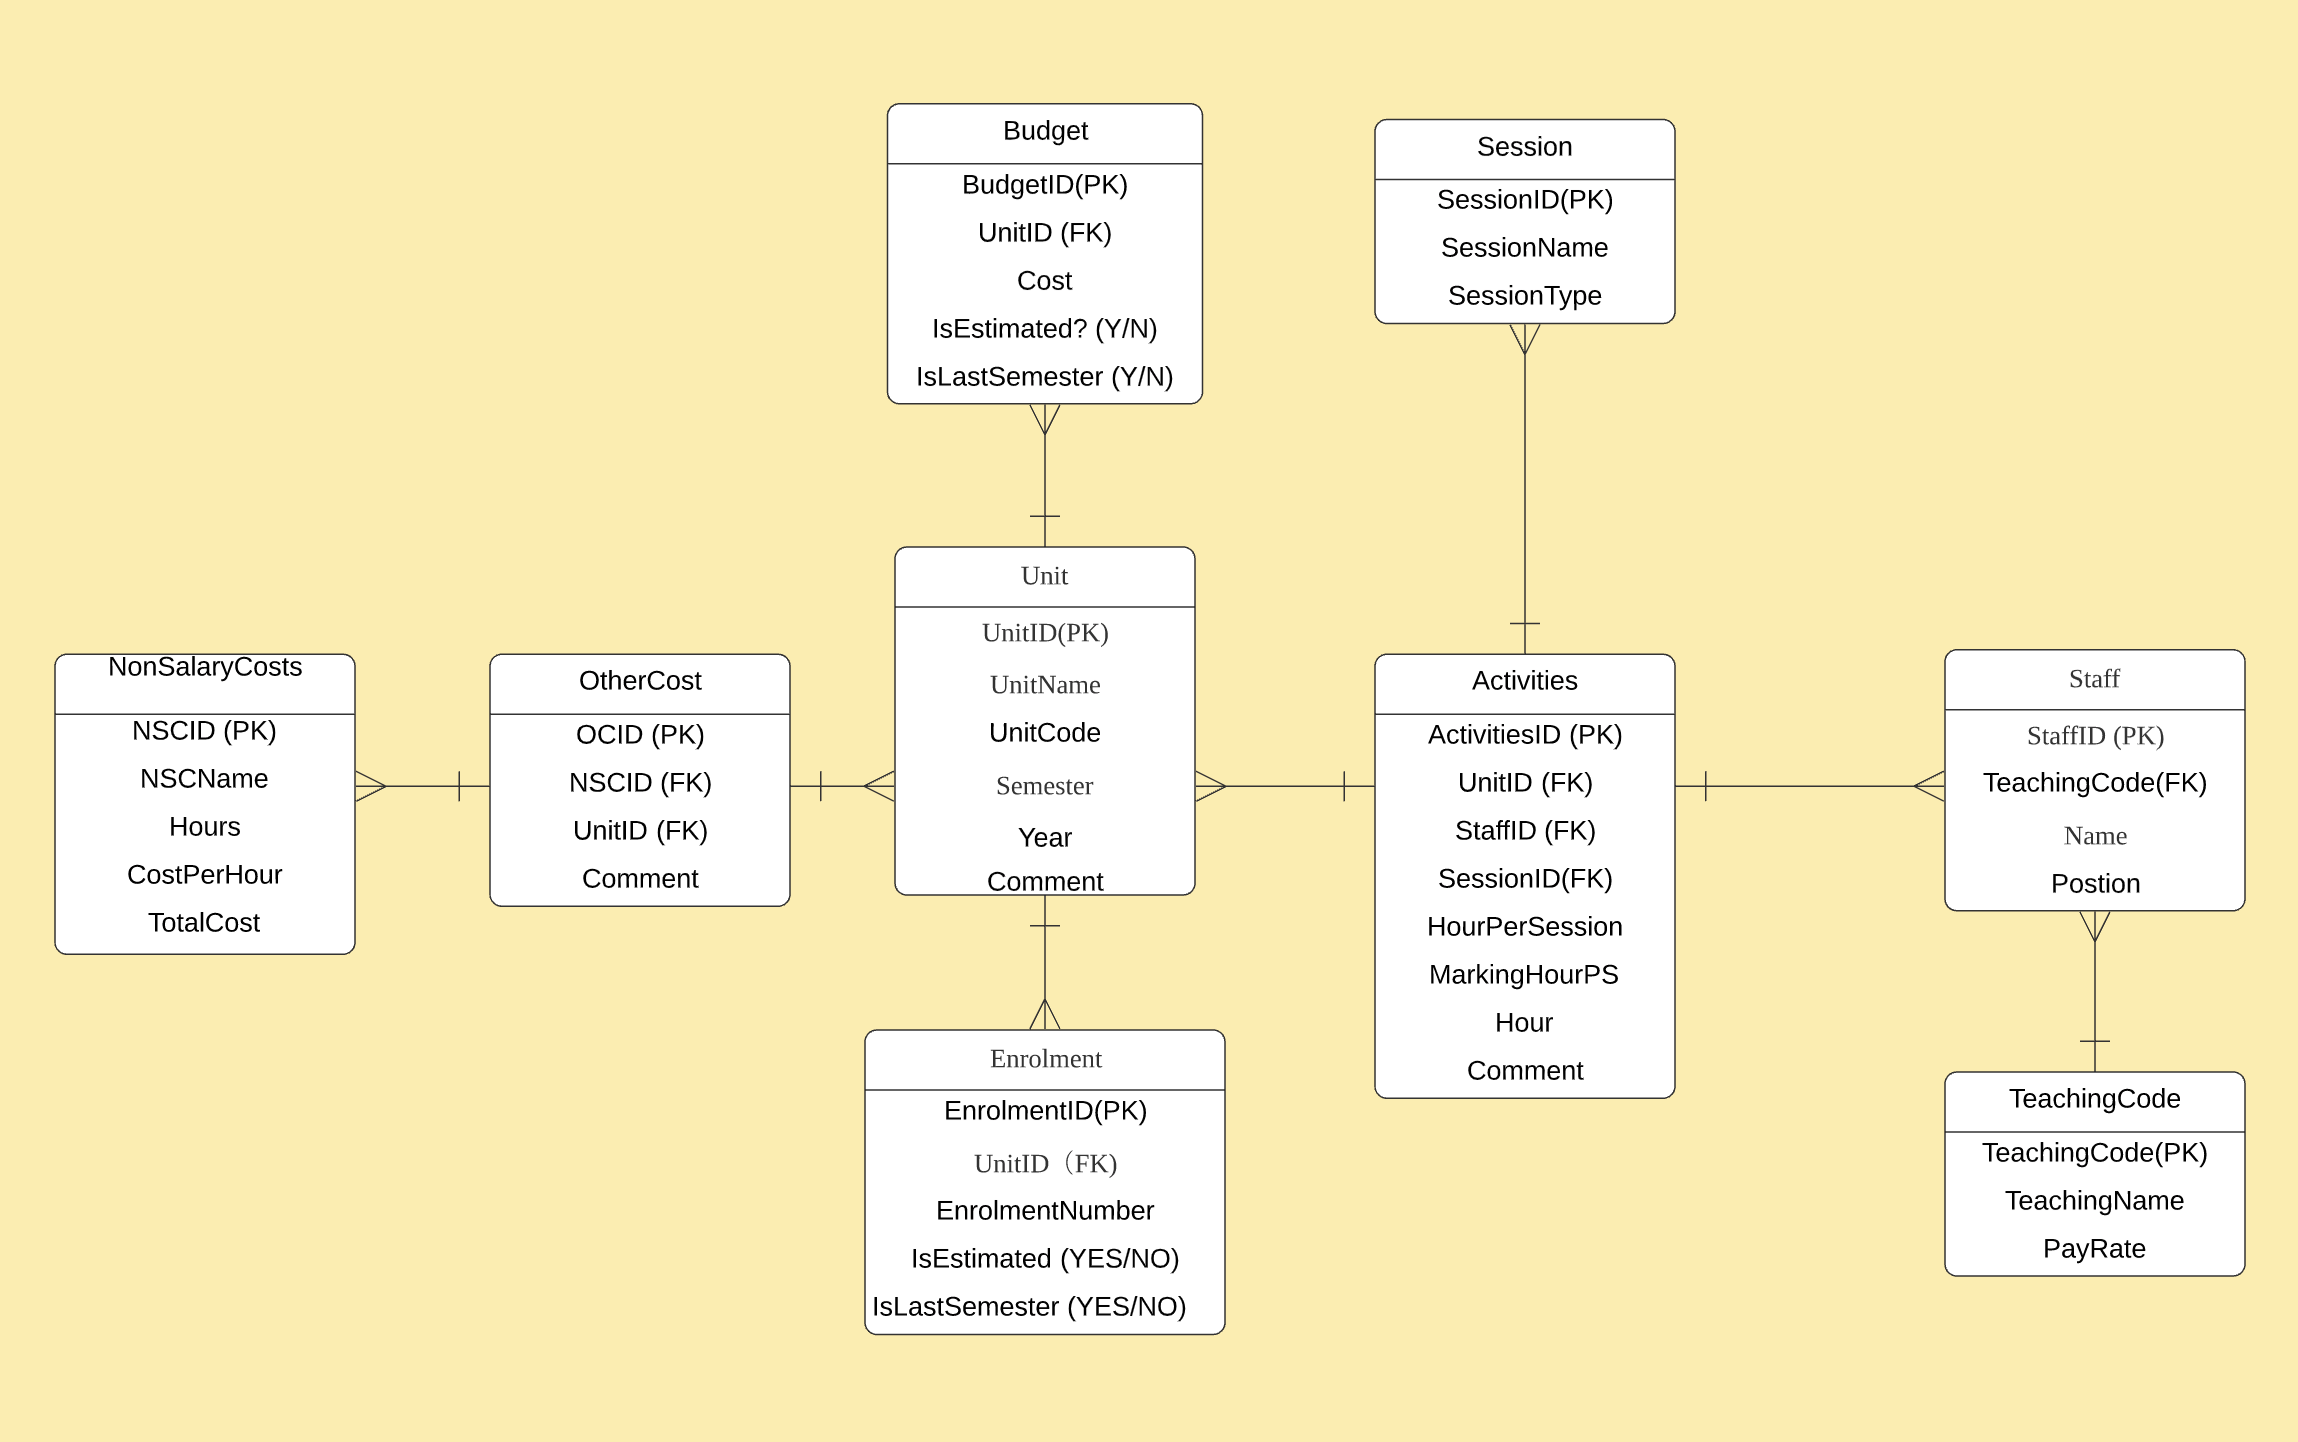 Budget
BudgetID(PK)
UnitID (FK)
Cost
IsEstimated? (Y/N)
IsLastSemester (Y/N)
Session
SessionID(PK)
SessionName
SessionType
NonSalaryCosts
NSCID (PK)
NSCName
Hours
CostPerHour
TotalCost
OtherCost
OCID (PK)
NSCID (FK)
UnitID (FK)
Comment
Unit
UnitID(PK)
UnitName
UnitCode
Semester
Year
Comment
Activities
ActivitiesID (PK)
UnitID (FK)
StaffID (FK)
SessionID(FK)
HourPerSession
MarkingHourPS
Hour
Comment
Staff
StaffID (PK)
TeachingCode(FK)
Name
Postion
Enrolment
EnrolmentID(PK)
UnitID（FK)
EnrolmentNumber
IsEstimated (YES/NO)
IsLastSemester (YES/NO)
TeachingCode
TeachingCode(PK)
TeachingName
PayRate